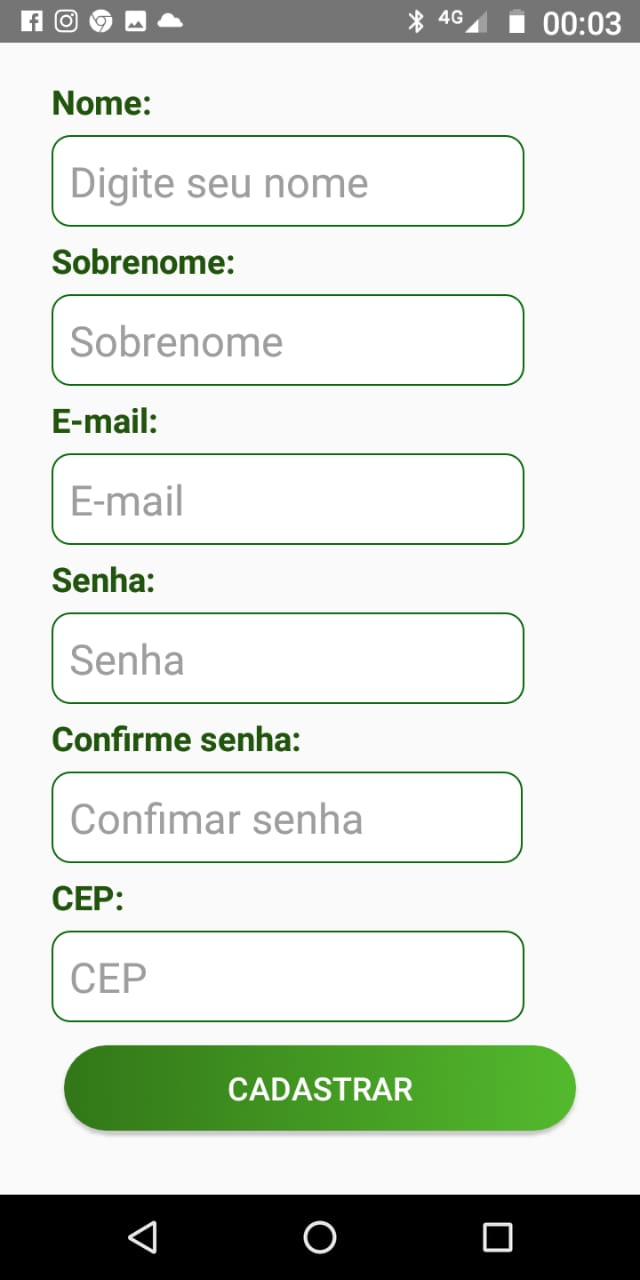 4G 00:03
Nome:
Digite seu nome
Sobrenome:
Sobrenome
E-mail:
E-mail
Senha:
Senha
Confirme senha:
Confimar senha
CEP:
CEP
CADASTRAR